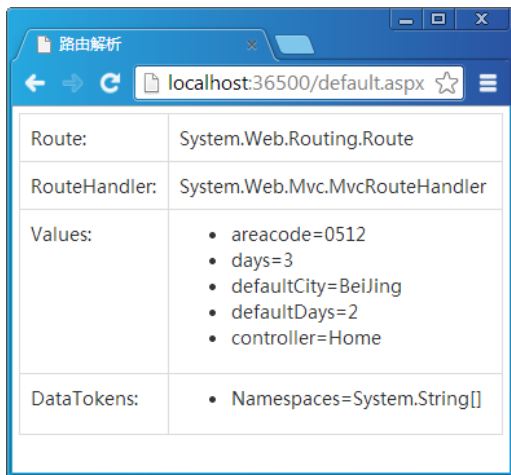 路由解析
localhost:36500/default.aspx
Route: System.Web.Routing.Route
RouteHandler: System.Web.Mvc.MvcRouteHandler
Values:
• areacode=0512
• days=3
• defaultCity=BeiJing
• defaultDays=2
• controller=Home
DataTokens: • Namespaces=System.String[]